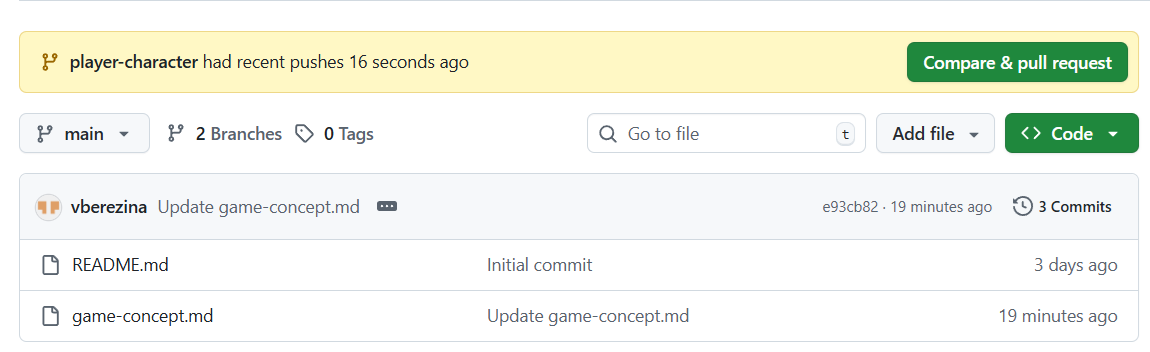 player-character had recent pushes 16 seconds ago Compare & pull request
main 2 Branches 0 Tags Go to file t Add file <> Code
vberezina Update game-concept.md e93cb82 · 19 minutes ago 3 Commits
README.md Initial commit 3 days ago
game-concept.md Update game-concept.md 19 minutes ago